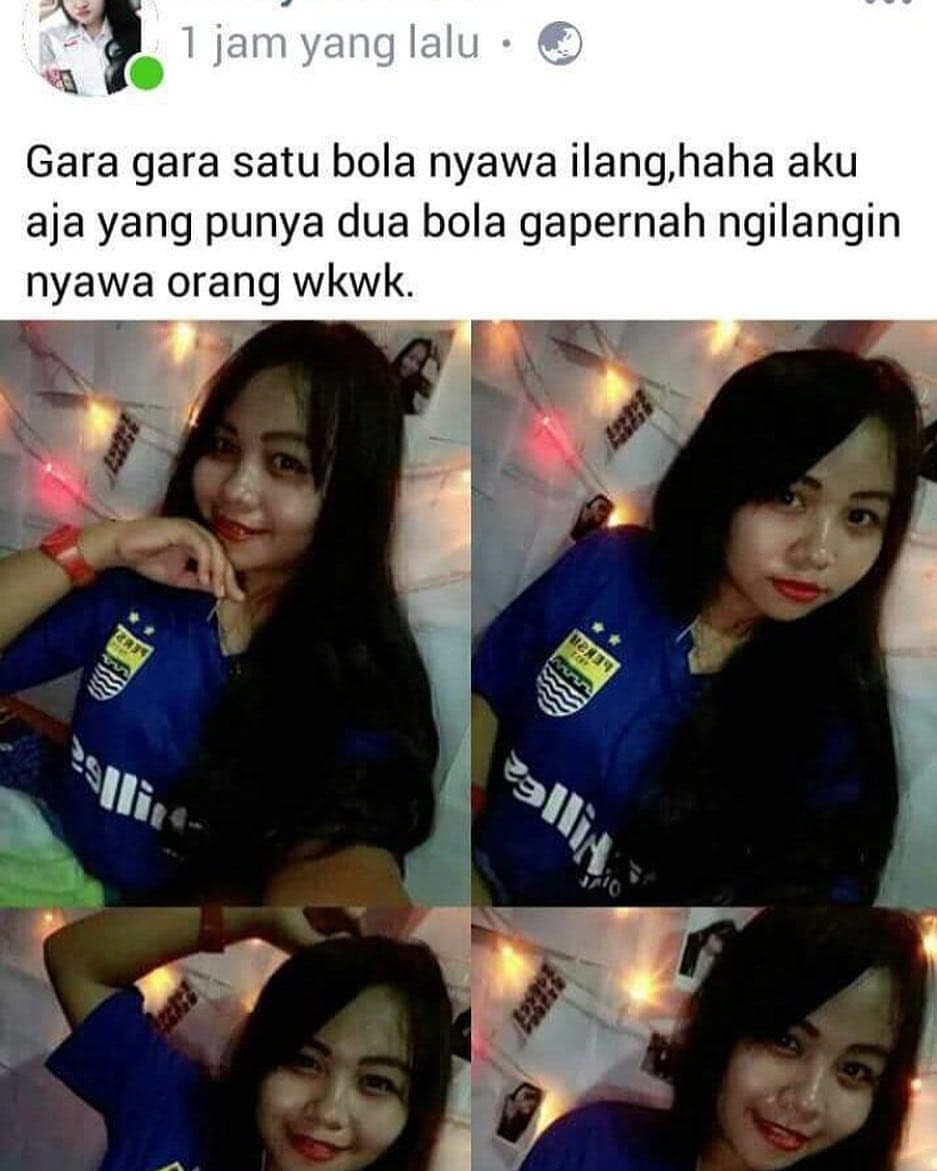 1 jam yang lalu ·
Gara gara satu bola nyawa ilang,haha aku
aja yang punya dua bola gapernah ngilangin
nyawa orang wkwk.